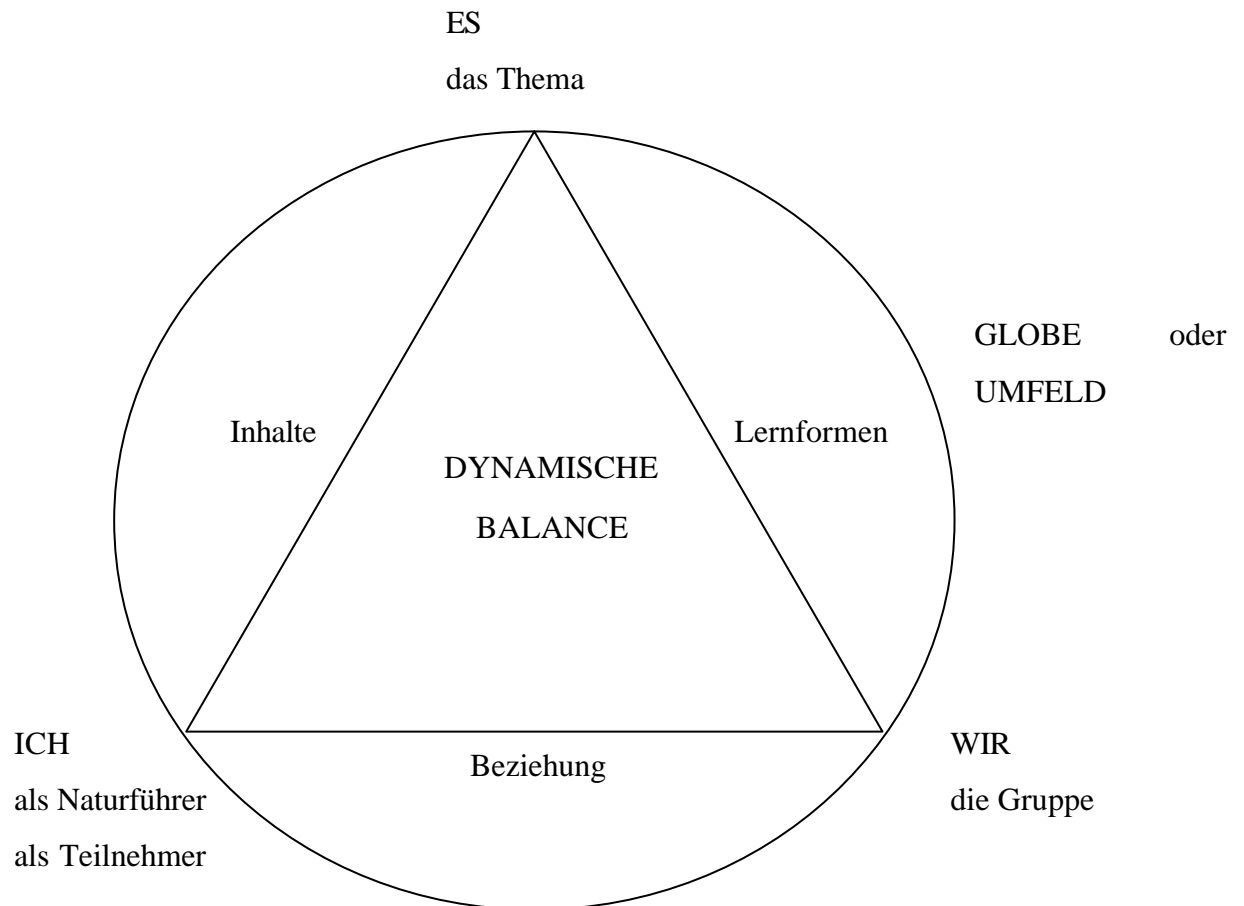 ES
das Thema
GLOBE oder
UMFELD
Inhalte
Lernformen
DYNAMISCHE
BALANCE
ICH
als Naturführer
als Teilnehmer
Beziehung
WIR
die Gruppe